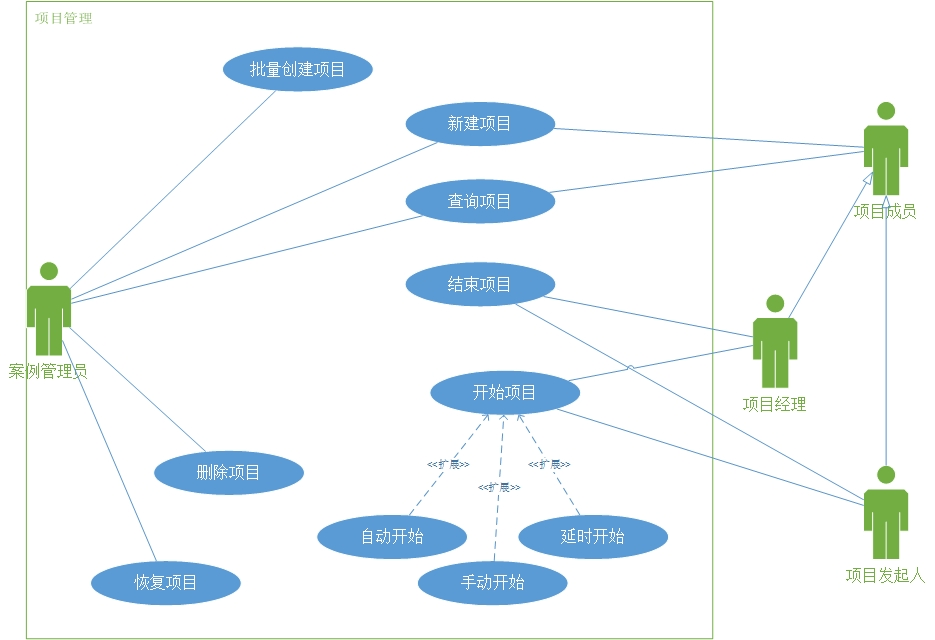 项目管理
批量创建项目
新建项目
查询项目
项目成员
结束项目
案例管理员
开始项目
项目经理
<<扩展>>
<<扩展>>
<<扩展>>
删除项目
自动开始
延时开始
手动开始
恢复项目
项目发起人